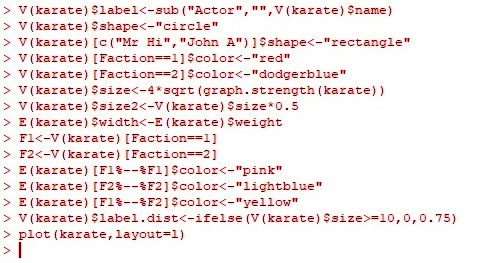 > V(karate)$label<-sub("Actor","",V(karate)$name)
> V(karate)$shape<-"circle"
> V(karate)[c("Mr Hi","John A")]$shape<-"rectangle"
> V(karate)[Faction==1]$color<-"red"
> V(karate)[Faction==2]$color<-"dodgerblue"
> V(karate)$size<-4*sqrt(graph.strength(karate))
> V(karate)$size2<-V(karate)$size*0.5
> E(karate)$width<-E(karate)$weight
> F1<-V(karate)[Faction==1]
> F2<-V(karate)[Faction==2]
> E(karate)[F1%--%F1]$color<-"pink"
> E(karate)[F2%--%F2]$color<-"lightblue"
> E(karate)[F1%--%F2]$color<-"yellow"
> V(karate)$label.dist<-ifelse(V(karate)$size>=10,0,0.75)
> plot(karate,layout=l)
>